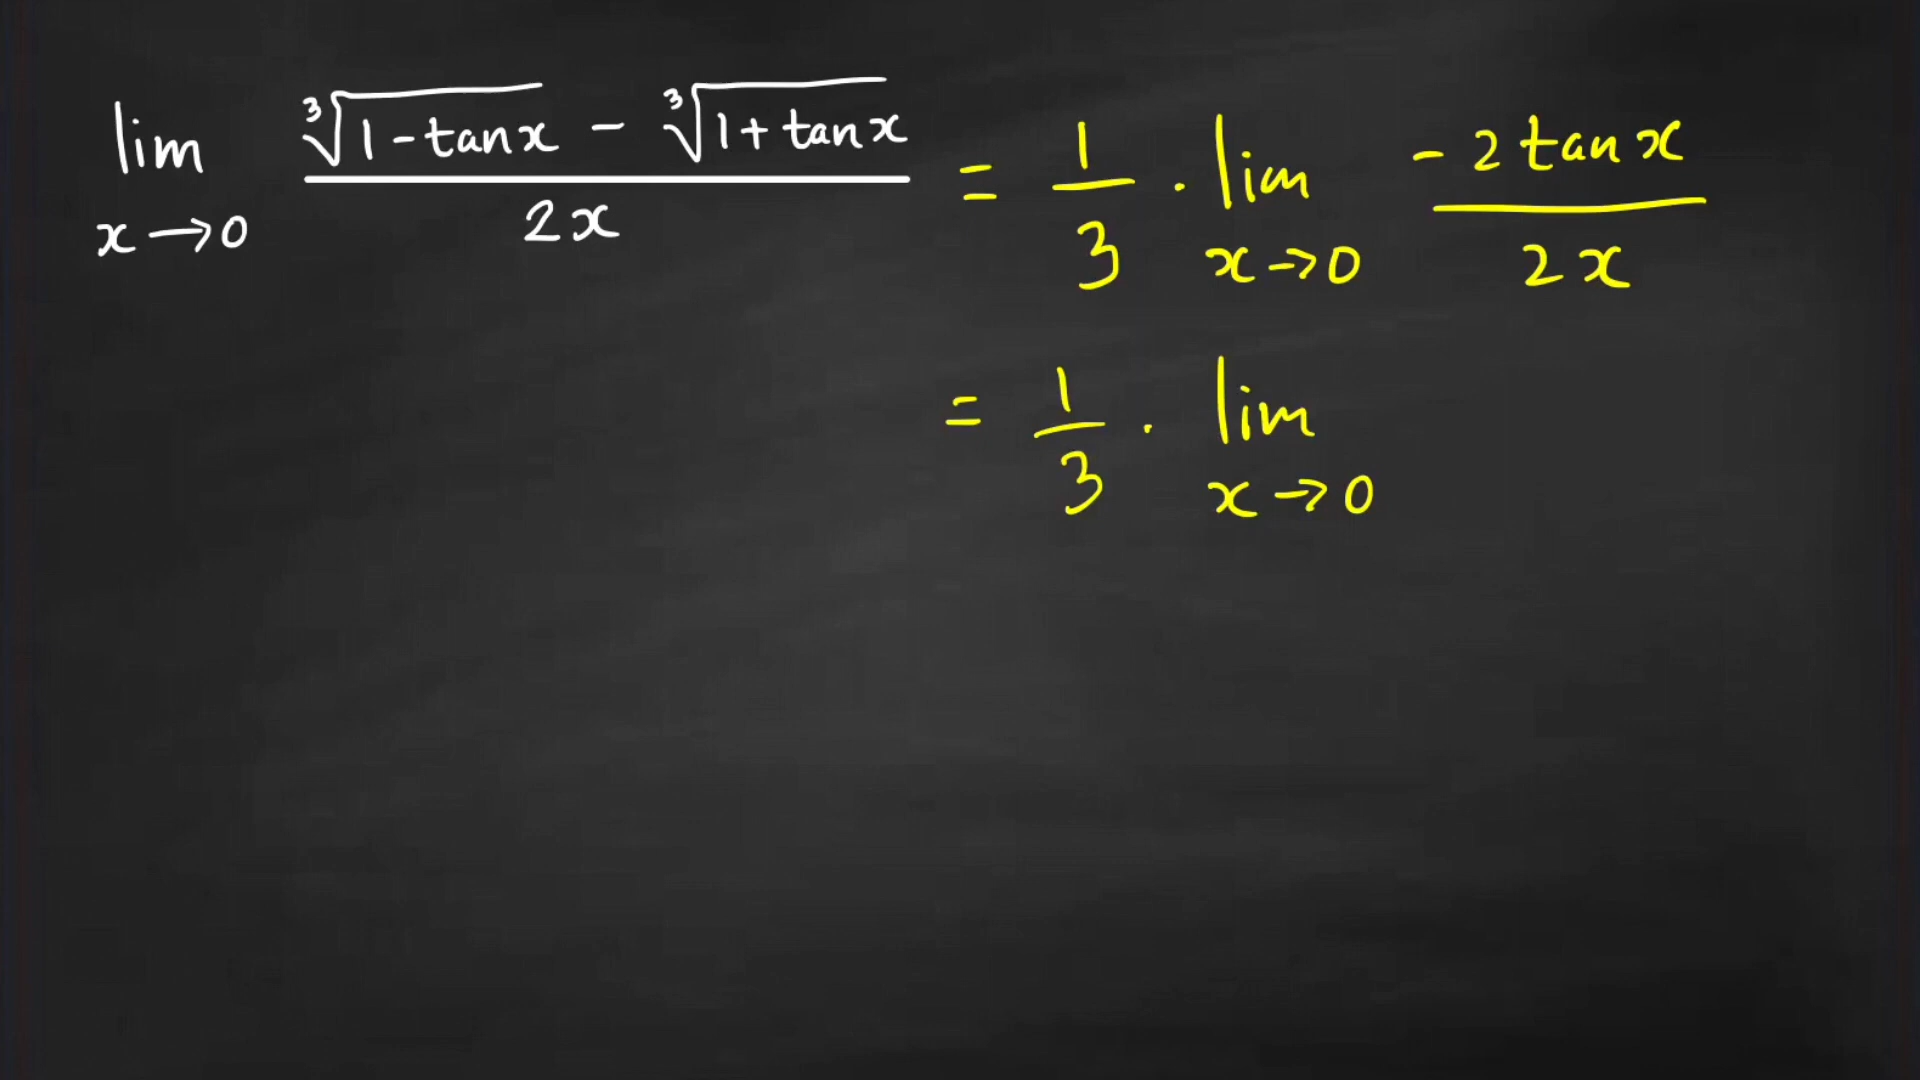 lim x→0 ∛(1-tanx) - ∛(1+tanx) / 2x = 1/3 · lim x→0 -2tanx / 2x
= 1/3 · lim x→0